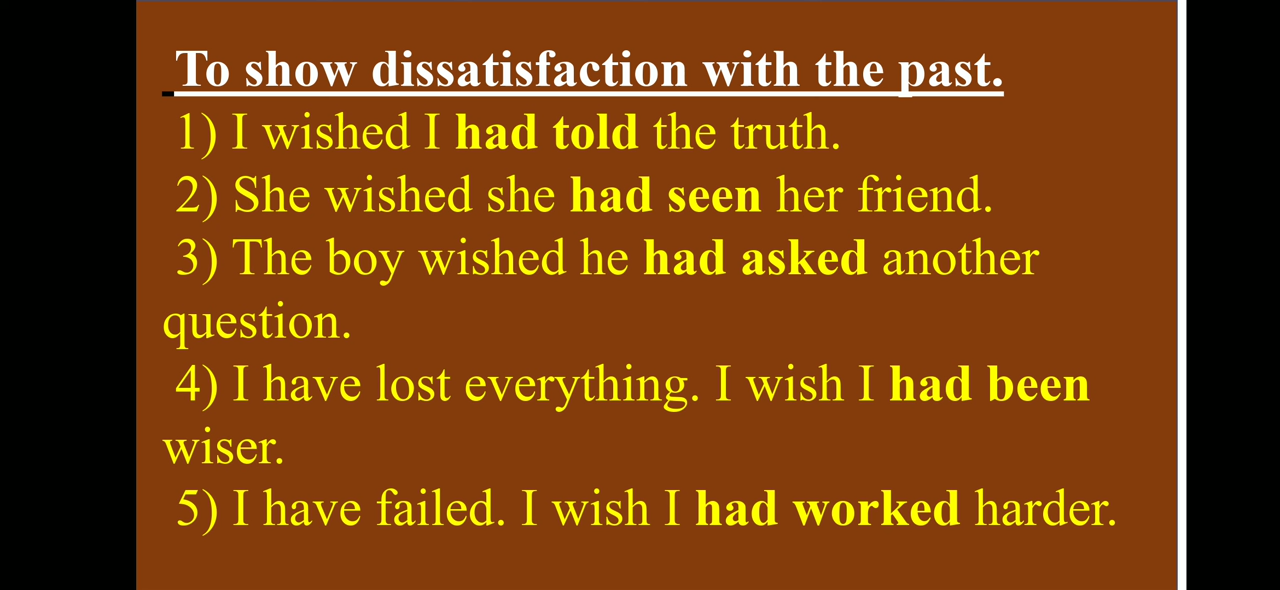 To show dissatisfaction with the past.
1) I wished I had told the truth.
2) She wished she had seen her friend.
3) The boy wished he had asked another
question.
4) I have lost everything. I wish I had been
wiser.
5) I have failed. I wish I had worked harder.